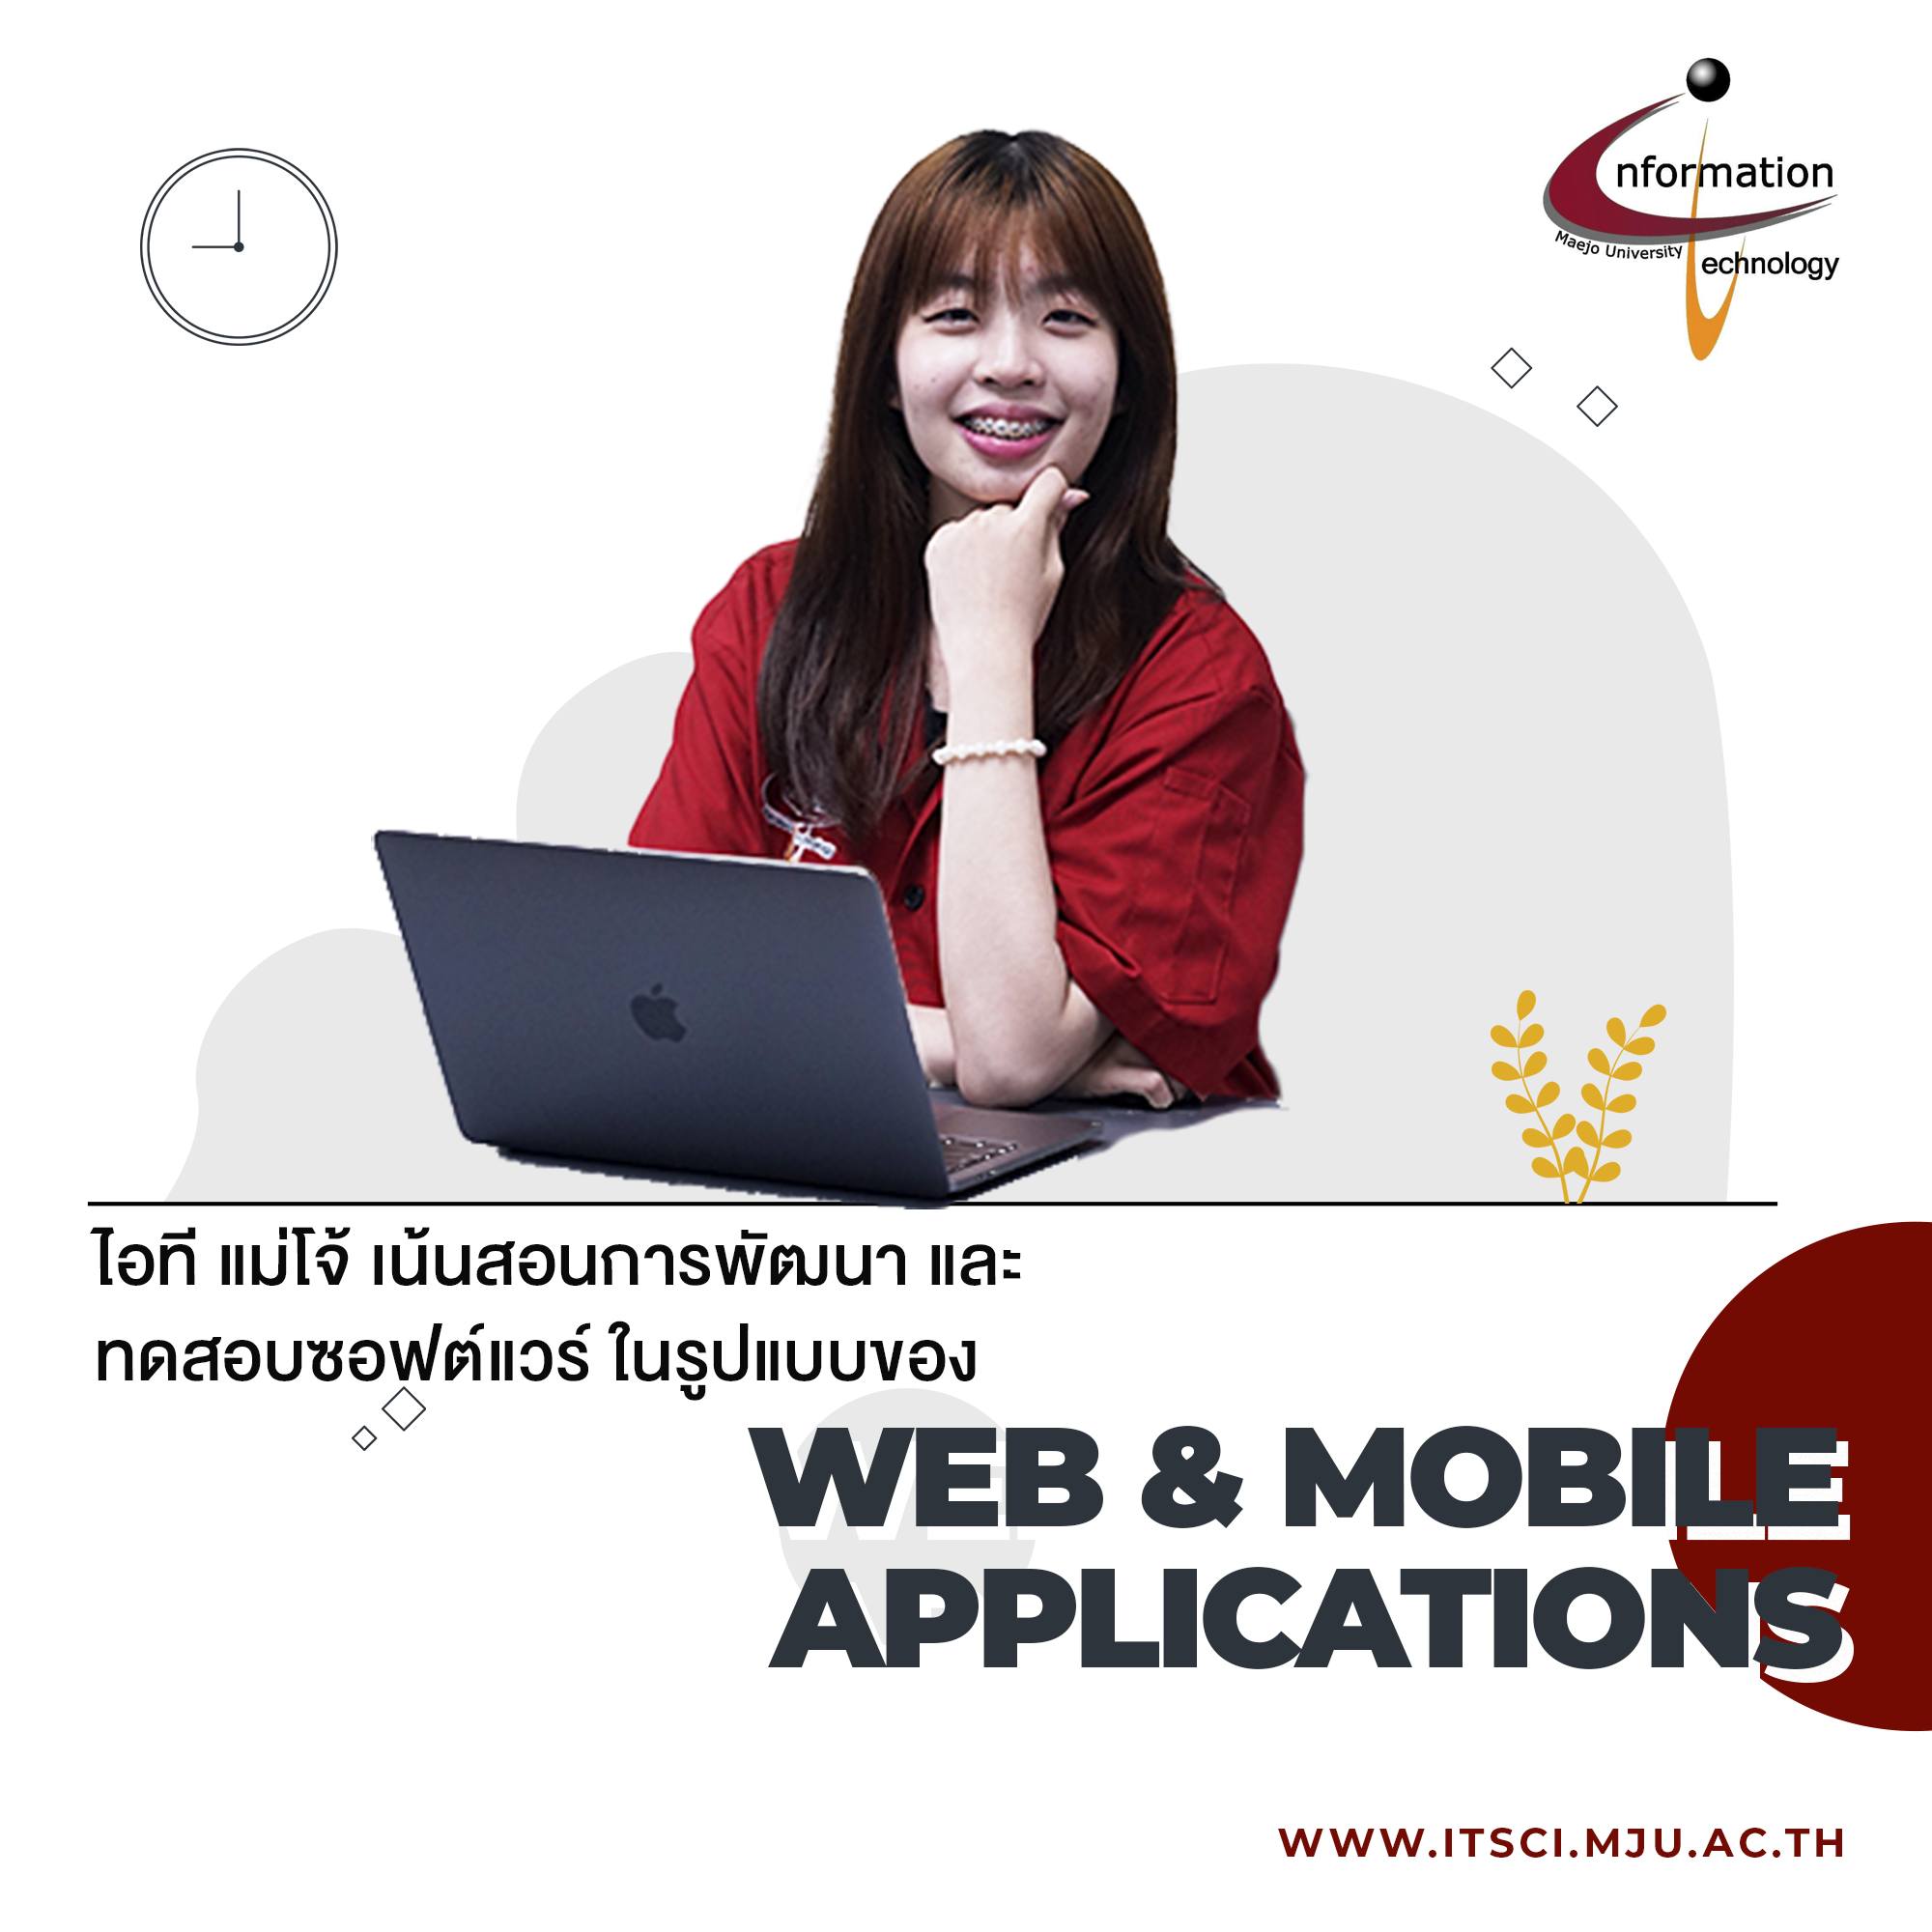 nformation
Maejo University
echnology
ไอที แม่โจ้ เน้นสอนการพัฒนา และ
ทดสอบซอฟต์แวร์ ในรูปแบบของ
WEB & MOBILE
APPLICATIONS
WWW.ITSCI.MJU.AC.TH